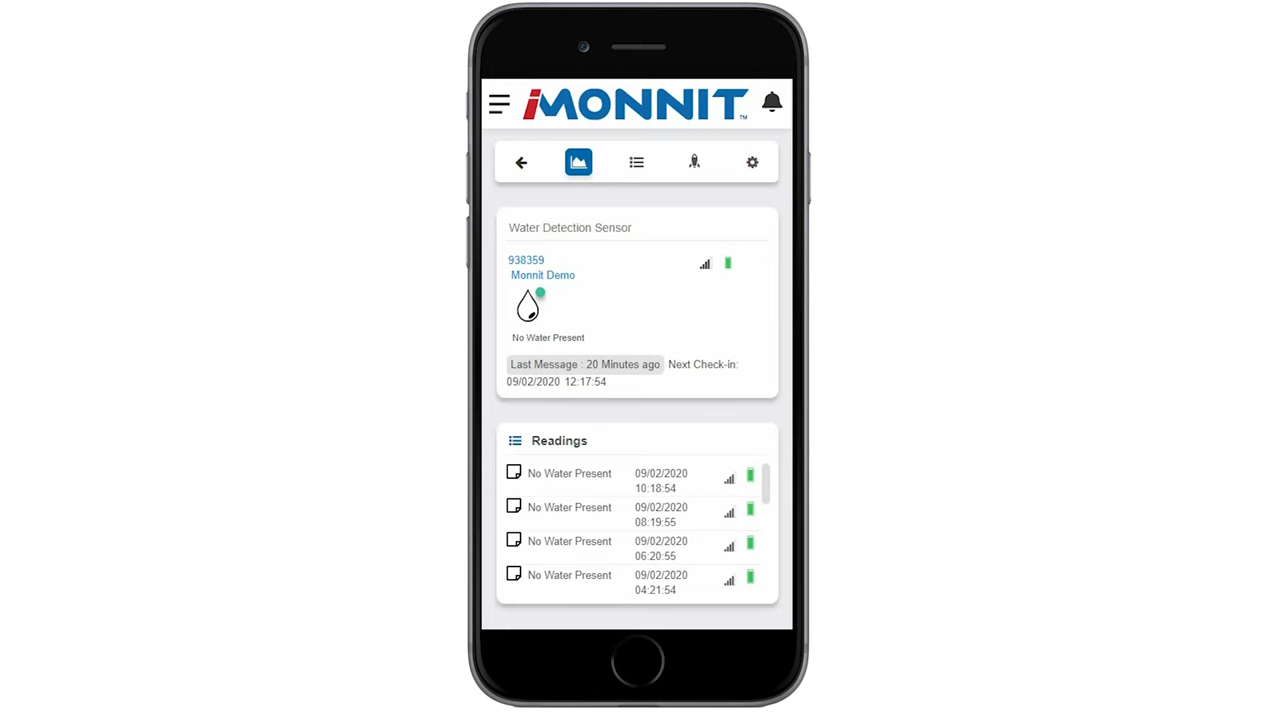 iMONNIT™
Water Detection Sensor
938359
Monnit Demo
No Water Present
Last Message : 20 Minutes ago Next Check-in:
09/02/2020 12:17:54
Readings
No Water Present 09/02/2020
10:18:54
No Water Present 09/02/2020
08:19:55
No Water Present 09/02/2020
06:20:55
No Water Present 09/02/2020
04:21:54